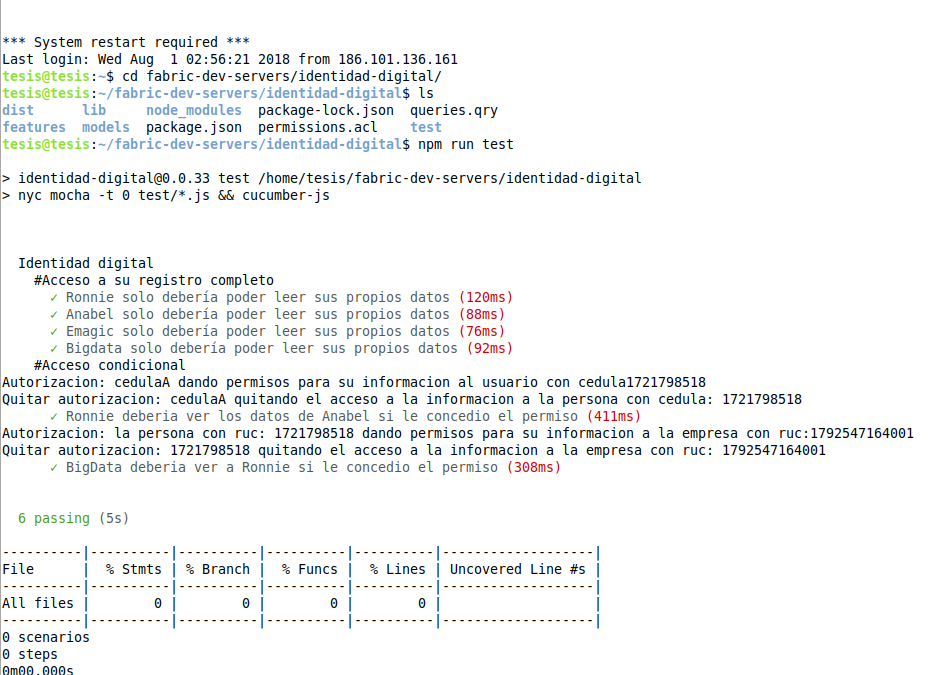 *** System restart required ***
Last login: Wed Aug  1 02:56:21 2018 from 186.101.136.161
tesis@tesis:~$ cd fabric-dev-servers/identidad-digital/
tesis@tesis:~/fabric-dev-servers/identidad-digital$ ls
dist      lib     node_modules  package-lock.json  queries.qry
features  models  package.json  permissions.acl    test
tesis@tesis:~/fabric-dev-servers/identidad-digital$ npm run test
> identidad-digital@0.0.33 test /home/tesis/fabric-dev-servers/identidad-digital
> nyc mocha -t 0 test/*.js && cucumber-js
  Identidad digital
    #Acceso a su registro completo
      ✓ Ronnie solo debería poder leer sus propios datos (120ms)
      ✓ Anabel solo debería poder leer sus propios datos (88ms)
      ✓ Emagic solo debería poder leer sus propios datos (76ms)
      ✓ Bigdata solo debería poder leer sus propios datos (92ms)
    #Acceso condicional
Autorizacion: cedulaA dando permisos para su informacion al usuario con cedula1721798518
Quitar autorizacion: cedulaA quitando el acceso a la informacion a la persona con cedula: 1721798518
      ✓ Ronnie deberia ver los datos de Anabel si le concedio el permiso (411ms)
Autorizacion: la persona con ruc: 1721798518 dando permisos para su informacion a la empresa con ruc:1792547164001
Quitar autorizacion: 1721798518 quitando el acceso a la informacion a la empresa con ruc: 1792547164001
      ✓ BigData deberia ver a Ronnie si le concedio el permiso (308ms)
  6 passing (5s)
----------|----------|----------|----------|----------|-------------------|
File      |  % Stmts | % Branch |  % Funcs |  % Lines | Uncovered Line #s |
----------|----------|----------|----------|----------|-------------------|
All files |        0 |        0 |        0 |        0 |                   |
----------|----------|----------|----------|----------|-------------------|
0 scenarios
0 steps
0m00.000s